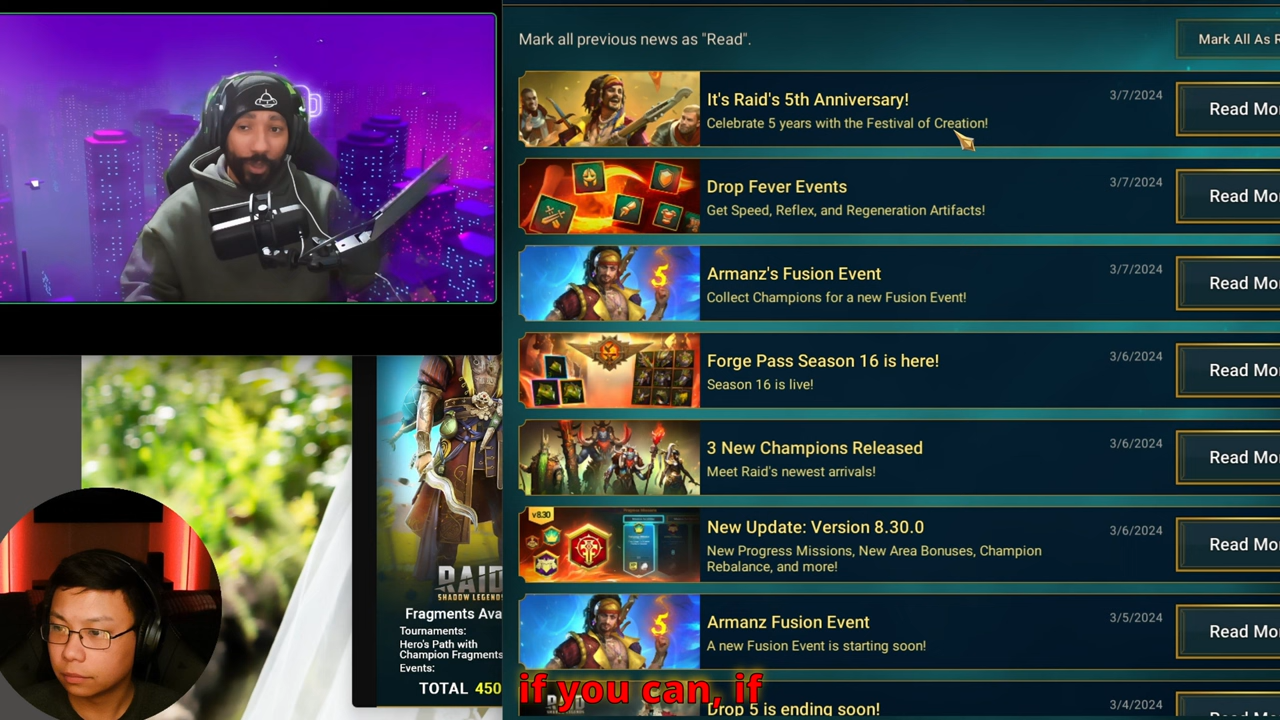 Mark all previous news as "Read".
Mark All As R
It's Raid's 5th Anniversary!
Celebrate 5 years with the Festival of Creation!
3/7/2024
Read Mo
Drop Fever Events
Get Speed, Reflex, and Regeneration Artifacts!
3/7/2024
Read Mo
Armanz's Fusion Event
Collect Champions for a new Fusion Event!
3/7/2024
Read Mo
5
Forge Pass Season 16 is here!
Season 16 is live!
3/6/2024
Read Mo
3 New Champions Released
Meet Raid's newest arrivals!
3/6/2024
Read Mo
v8.30
New Update: Version 8.30.0
New Progress Missions, New Area Bonuses, Champion
Rebalance, and more!
3/6/2024
Read Mo
Armanz Fusion Event
A new Fusion Event is starting soon!
3/5/2024
Read Mo
5
Drop 5 is ending soon!
3/4/2024
RAID
SHADOW LEGENDS
Fragments Ava
Tournaments:
Hero's Path with
Champion Fragments
Events:
TOTAL 450
if you can, if